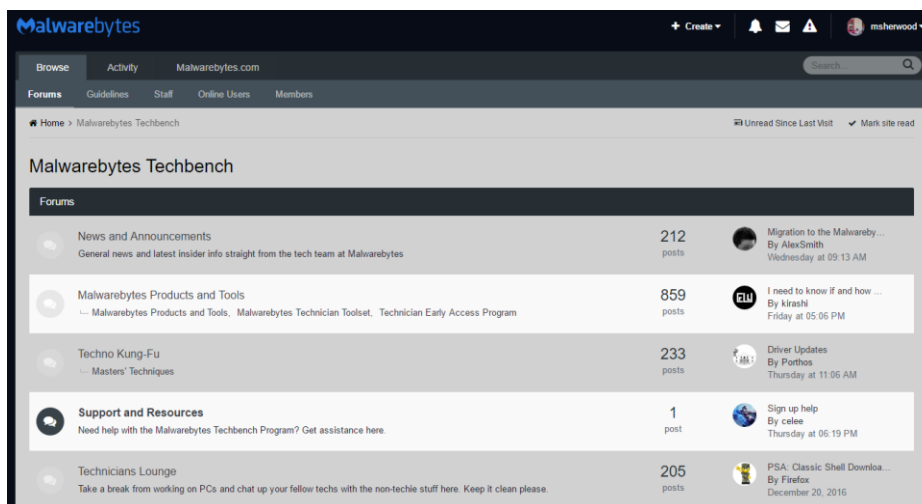 Malwarebytes
+ Create
msherwood
Browse Activity Malwarebytes.com
Search...
Forums Guidelines Staff Online Users Members
Home > Malwarebytes Techbench
Unread Since Last Visit Mark site read
Malwarebytes Techbench
Forums
News and Announcements
General news and latest insider info straight from the tech team at Malwarebytes
212
posts
Migration to the Malwareby...
By AlexSmith
Wednesday at 09:13 AM
Malwarebytes Products and Tools
Malwarebytes Products and Tools, Malwarebytes Technician Toolset, Technician Early Access Program
859
posts
I need to know if and how ...
By kirashi
Friday at 05:06 PM
Techno Kung-Fu
Masters' Techniques
233
posts
Driver Updates
By Porthos
Thursday at 11:06 AM
Support and Resources
Need help with the Malwarebytes Techbench Program? Get assistance here.
1
post
Sign up help
By celee
Thursday at 06:19 PM
Technicians Lounge
Take a break from working on PCs and chat up your fellow techs with the non-techie stuff here. Keep it clean please.
205
posts
PSA: Classic Shell Downloa...
By Firefox
December 20, 2016